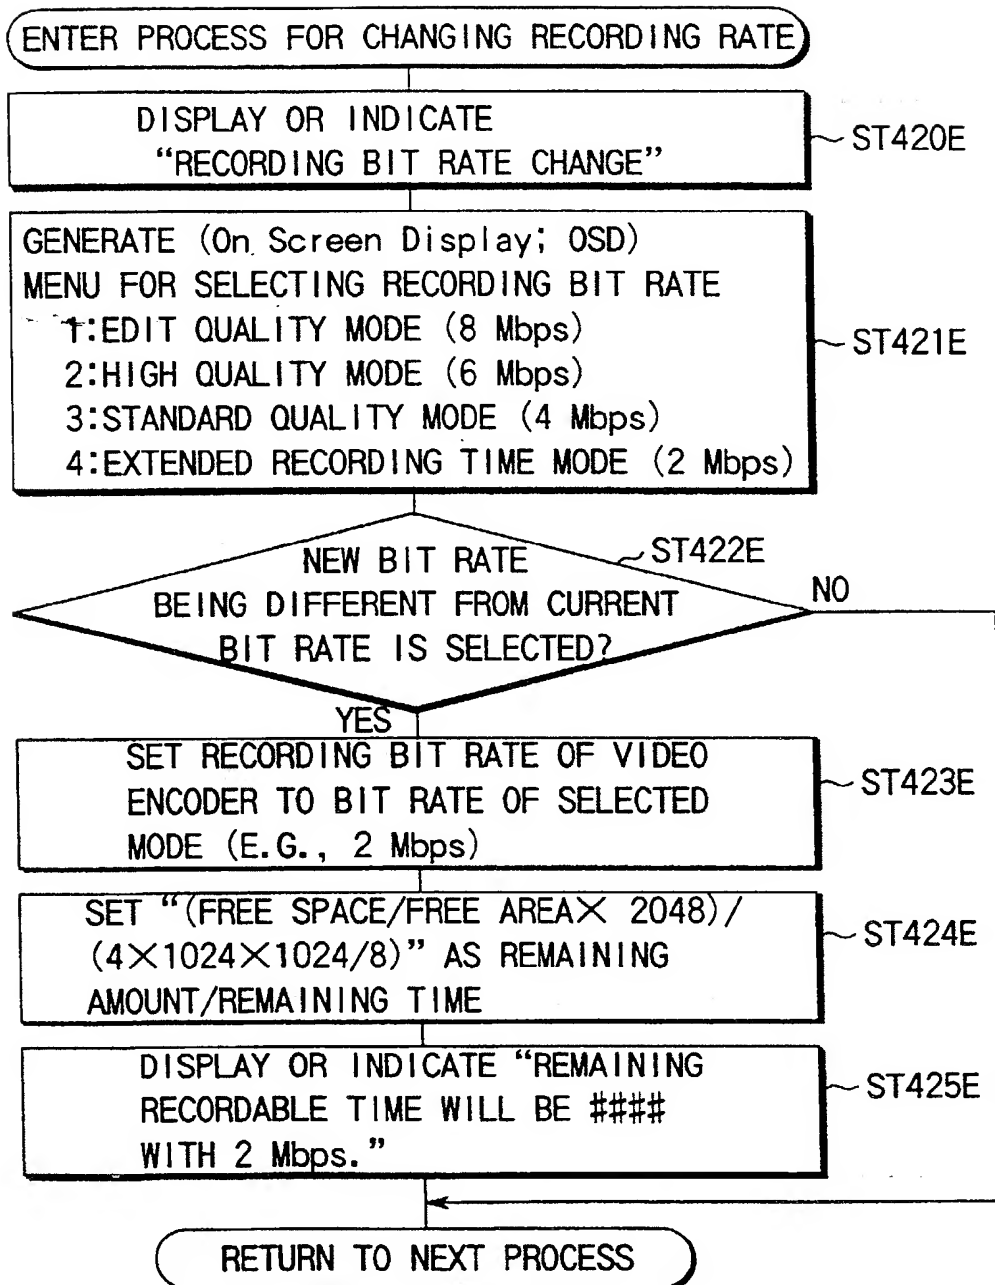 ENTER PROCESS FOR CHANGING RECORDING RATE
DISPLAY OR INDICATE
"RECORDING BIT RATE CHANGE"
ST420E
GENERATE (On Screen Display; OSD)
MENU FOR SELECTING RECORDING BIT RATE
1:EDIT QUALITY MODE (8 Mbps)
2:HIGH QUALITY MODE (6 Mbps)
3:STANDARD QUALITY MODE (4 Mbps)
4:EXTENDED RECORDING TIME MODE (2 Mbps)
ST421E
NEW BIT RATE
BEING DIFFERENT FROM CURRENT
BIT RATE IS SELECTED?
ST422E
NO
YES
SET RECORDING BIT RATE OF VIDEO
ENCODER TO BIT RATE OF SELECTED
MODE (E.G., 2 Mbps)
ST423E
SET "(FREE SPACE/FREE AREA× 2048)/
(4×1024×1024/8)" AS REMAINING
AMOUNT/REMAINING TIME
ST424E
DISPLAY OR INDICATE "REMAINING
RECORDABLE TIME WILL BE ####
WITH 2 Mbps."
ST425E
RETURN TO NEXT PROCESS